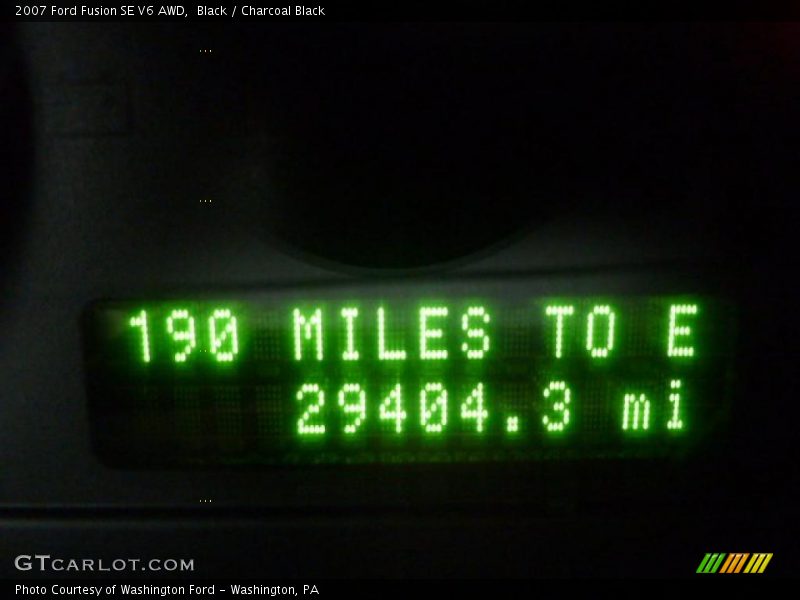 2007 Ford Fusion SE V6 AWD,  Black / Charcoal Black
190 MILES TO E
29404.3 mi
GTCARLOT.COM
Photo Courtesy of Washington Ford - Washington, PA